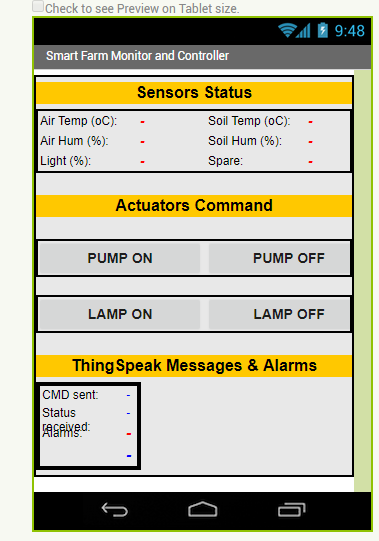 Check to see Preview on Tablet size.
9:48
Smart Farm Monitor and Controller
Sensors Status
Air Temp (oC): - Soil Temp (oC): -
Air Hum (%): - Soil Hum (%): -
Light (%): - Spare: -
Actuators Command
PUMP ON PUMP OFF
LAMP ON LAMP OFF
ThingSpeak Messages & Alarms
CMD sent: -
Status -
received:
Alarms: -
-